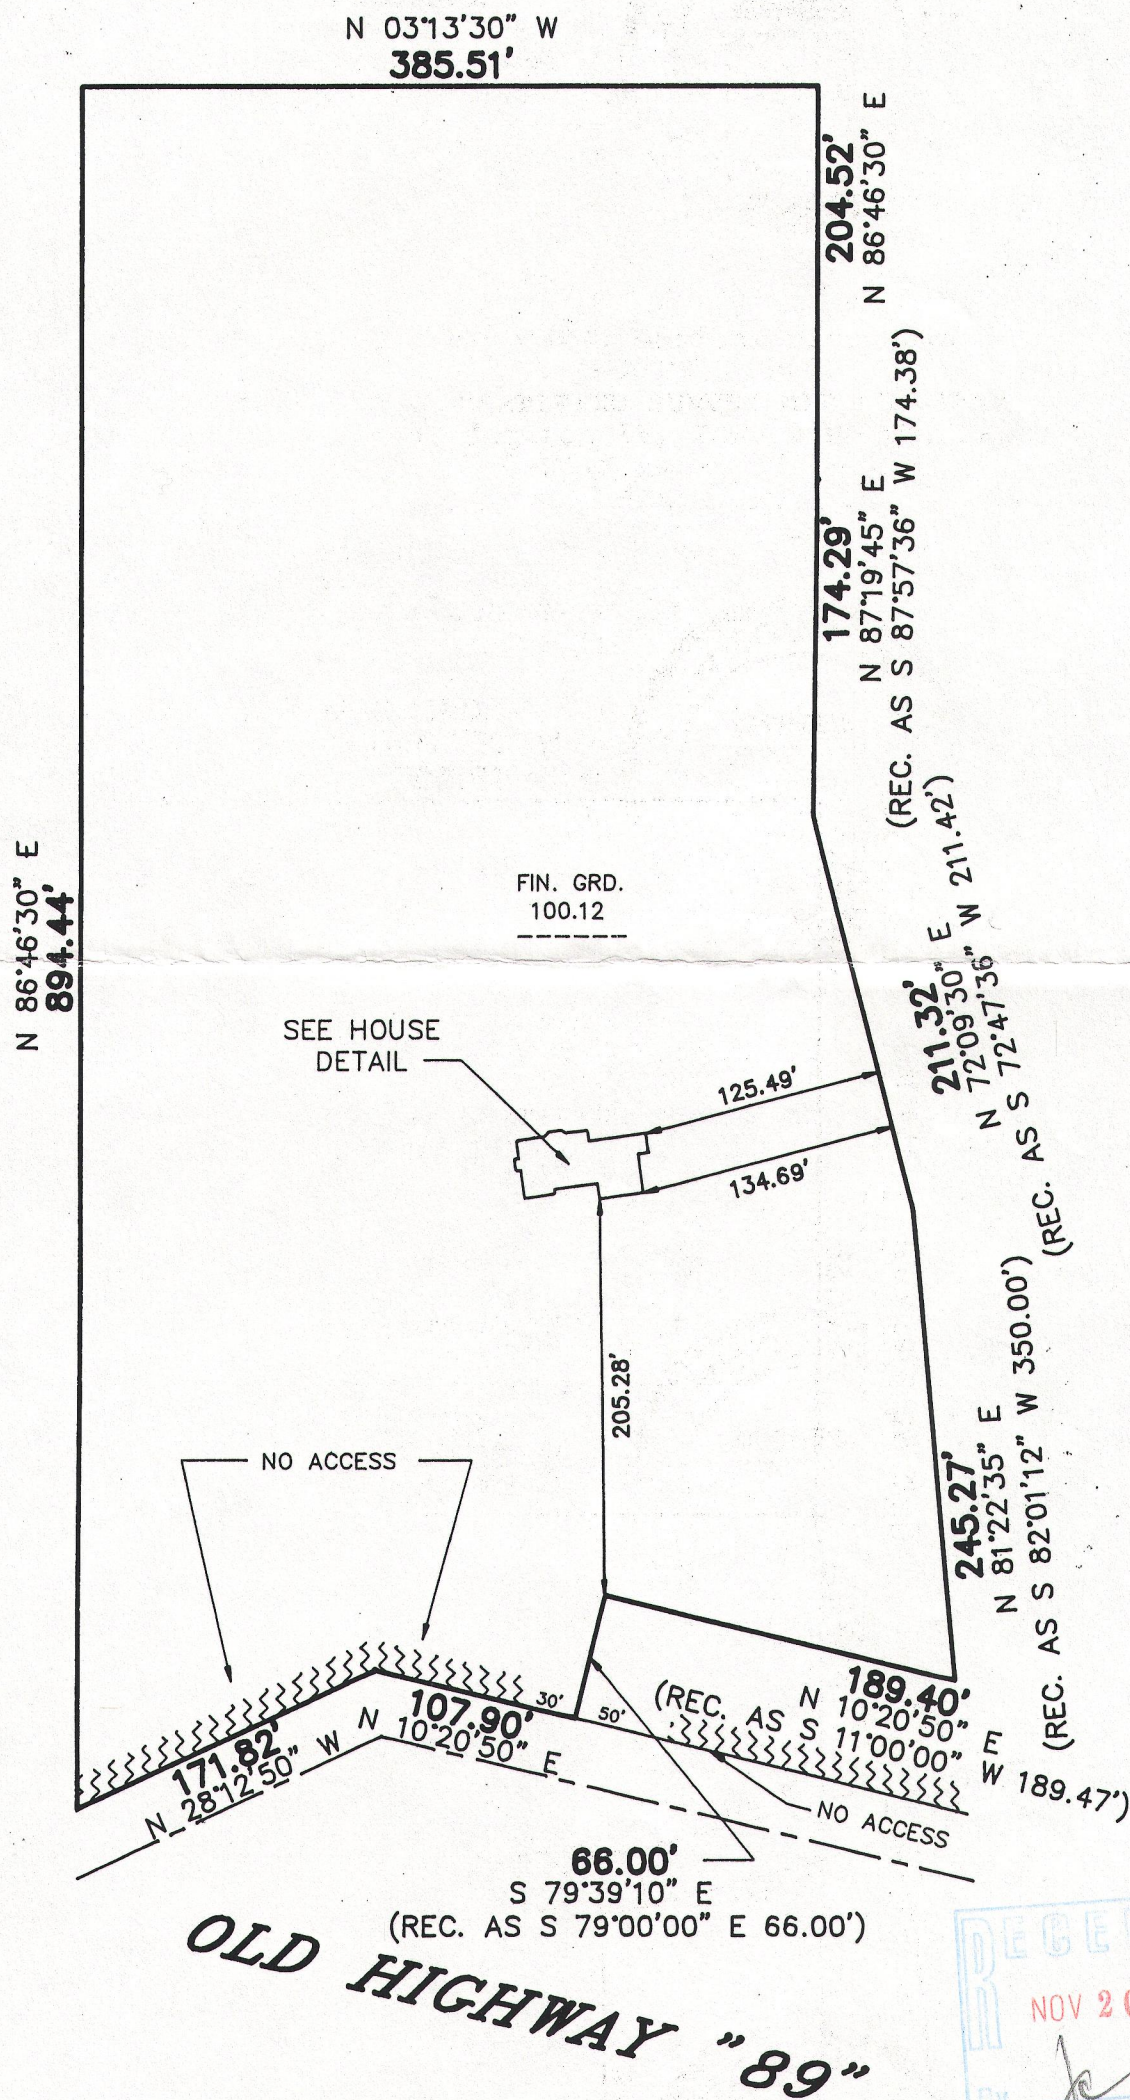 N 03°13'30" W
385.51'
204.52'
N 86°46'30" E
174.29'
N 87°19'45" E
(REC. AS S 87°57'36" W 174.38')
N 86°46'30" E
894.44'
FIN. GRD.
100.12
211.32'
N 72°09'30" E
(REC. AS S 72°47'36" W 211.42')
SEE HOUSE
DETAIL
125.49'
134.69'
205.28'
245.27'
N 81°22'35" E
(REC. AS S 82°01'12" W 350.00')
NO ACCESS
171.82'
N 28°12'50" W
107.90'
N 10°20'50" E
30'
50'
189.40'
N 10°20'50" E
(REC. AS S 11°00'00" W 189.47')
NO ACCESS
66.00'
S 79°39'10" E
(REC. AS S 79°00'00" E 66.00')
OLD HIGHWAY "89"
NOV 2